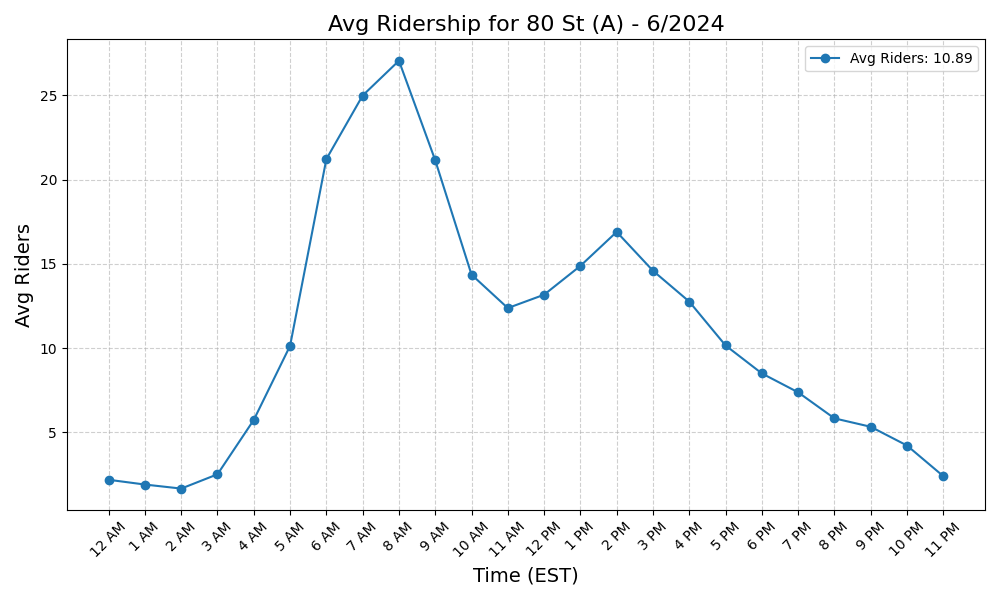 Avg Ridership for 80 St (A) - 6/2024
Avg Riders: 10.89
Avg Riders
25
20
15
10
5
12 AM
1 AM
2 AM
3 AM
4 AM
5 AM
6 AM
7 AM
8 AM
9 AM
10 AM
11 AM
12 PM
1 PM
2 PM
3 PM
4 PM
5 PM
6 PM
7 PM
8 PM
9 PM
10 PM
11 PM
Time (EST)